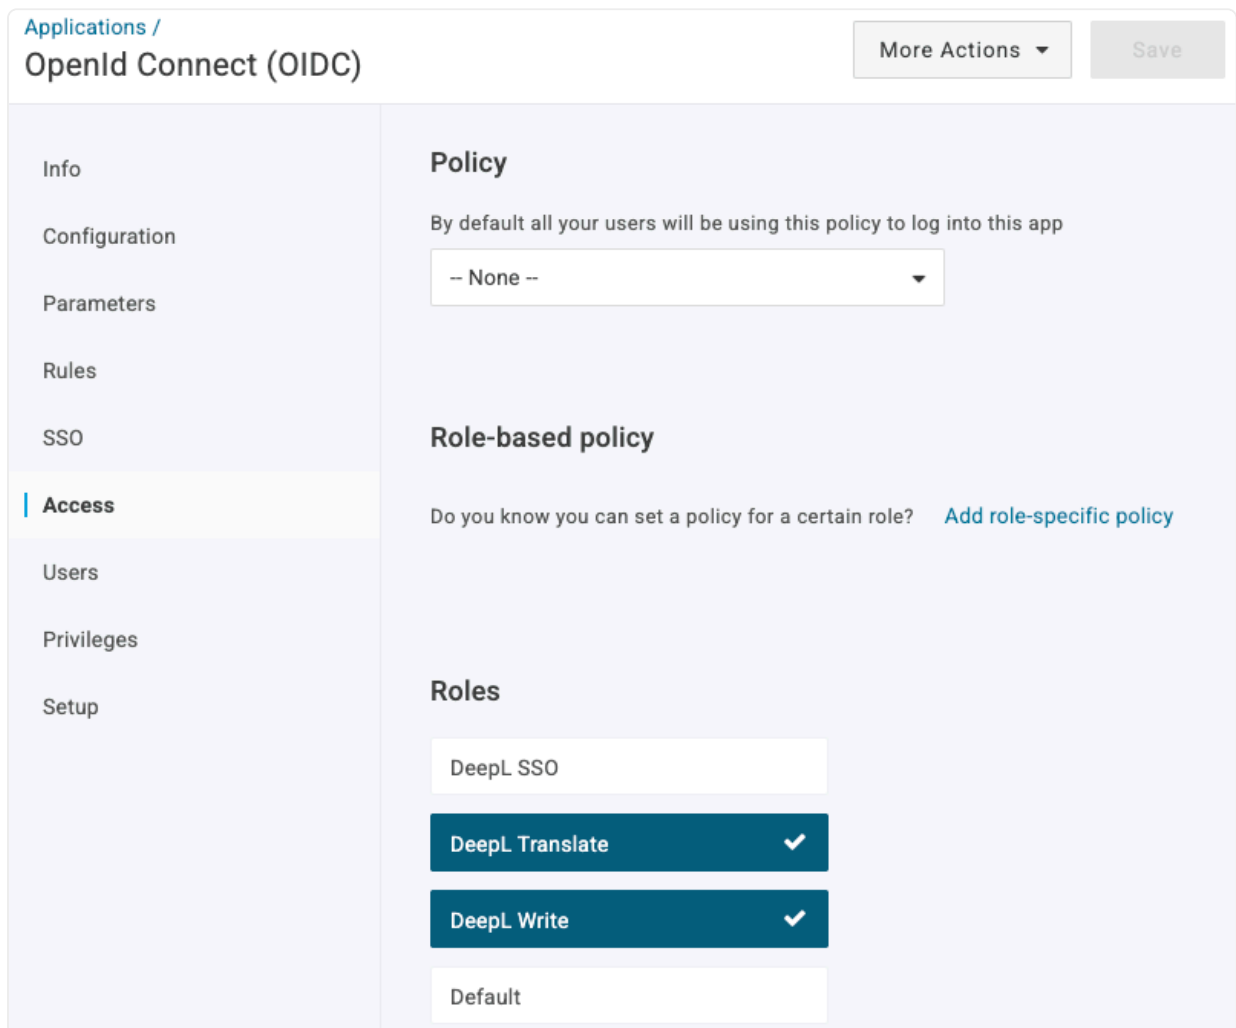 Applications /
OpenId Connect (OIDC)
More Actions
Save
Info
Configuration
Parameters
Rules
SSO
Access
Users
Privileges
Setup
Policy
By default all your users will be using this policy to log into this app
-- None --
Role-based policy
Do you know you can set a policy for a certain role? Add role-specific policy
Roles
DeepL SSO
DeepL Translate
DeepL Write
Default